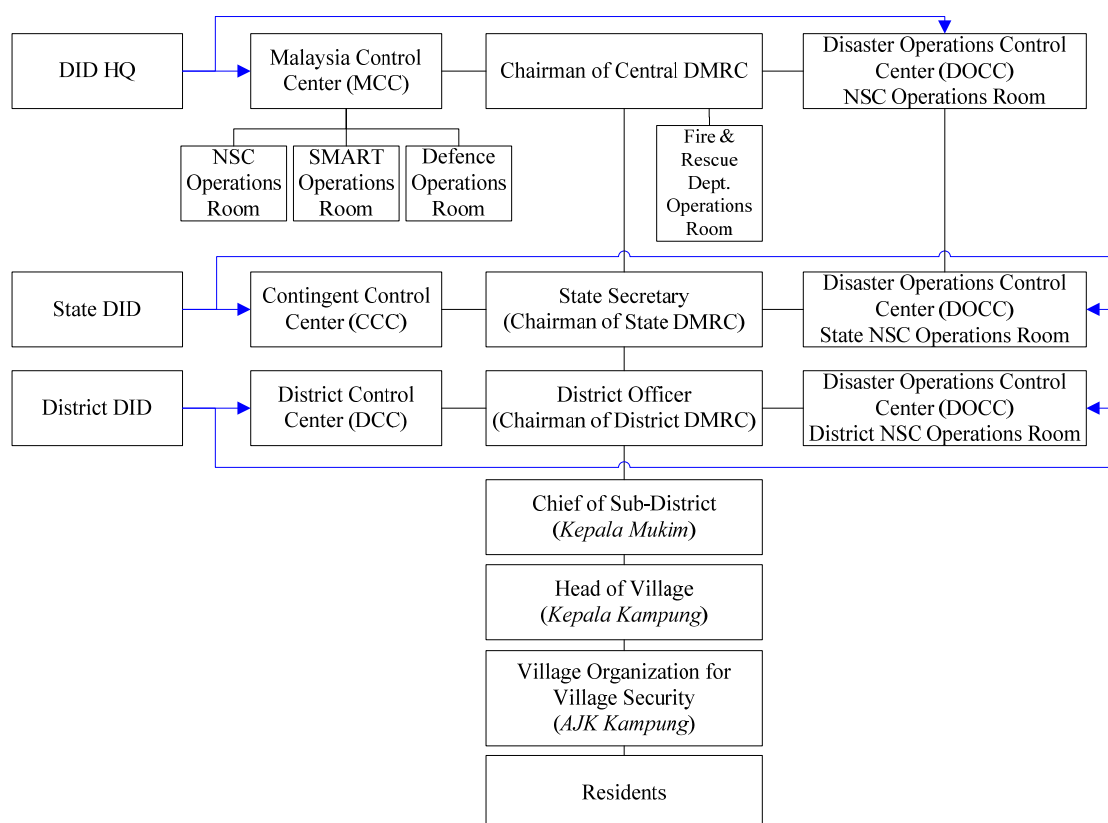 DID HQ
Malaysia Control
Center (MCC)
Chairman of Central DMRC
Disaster Operations Control
Center (DOCC)
NSC Operations Room
NSC
Operations
Room
SMART
Operations
Room
Defence
Operations
Room
Fire &
Rescue
Dept.
Operations
Room
State DID
Contingent Control
Center (CCC)
State Secretary
(Chairman of State DMRC)
Disaster Operations Control
Center (DOCC)
State NSC Operations Room
District DID
District Control
Center (DCC)
District Officer
(Chairman of District DMRC)
Disaster Operations Control
Center (DOCC)
District NSC Operations Room
Chief of Sub-District
(Kepala Mukim)
Head of Village
(Kepala Kampung)
Village Organization for
Village Security
(AJK Kampung)
Residents